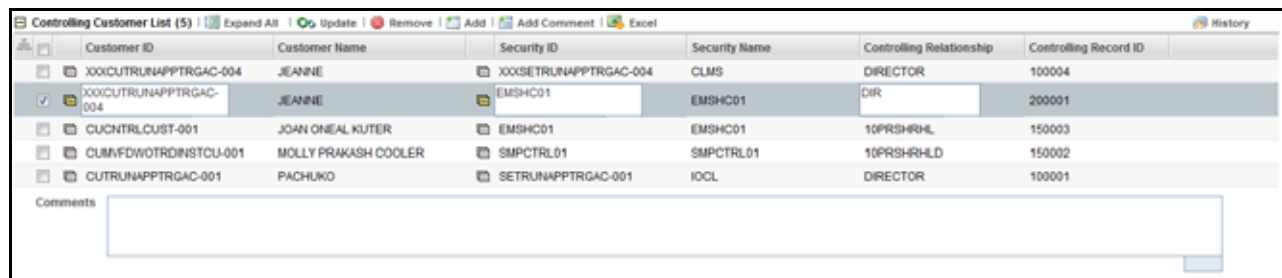 Controlling Customer List (5) | Expand All | Update | Remove | Add | Add Comment | Excel History
Customer ID Customer Name Security ID Security Name Controlling Relationship Controlling Record ID
XXXCUTRUNAPPTRGAC-004 JEANNE XXXSETRUNAPPTRGAC-004 CLMS DIRECTOR 100004
XXXCUTRUNAPPTRGAC-
004 JEANNE EMSHC01 EMSHC01 DIR 200001
CUCNTRLCUST-001 JOAN ONEAL KUTER EMSHC01 EMSHC01 10PRSHRHL 150003
CUMVFDWOTRDINSTCU-001 MOLLY PRAKASH COOLER SMPCTRL01 SMPCTRL01 10PRSHRHLD 150002
CUTRUNAPPTRGAC-001 PACHUKO SETRUNAPPTRGAC-001 IOCL DIRECTOR 100001
Comments